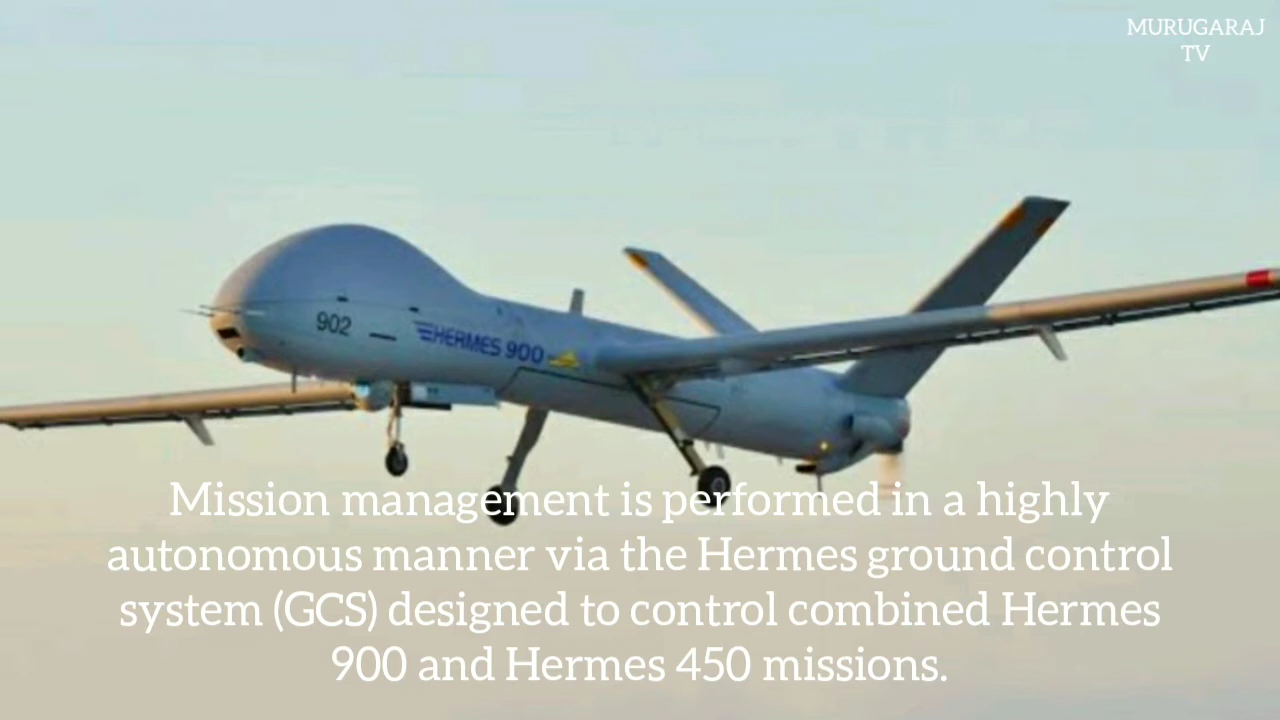 MURUGARAJ
TV
902
HERMES 900
Mission management is performed in a highly
autonomous manner via the Hermes ground control
system (GCS) designed to control combined Hermes
900 and Hermes 450 missions.